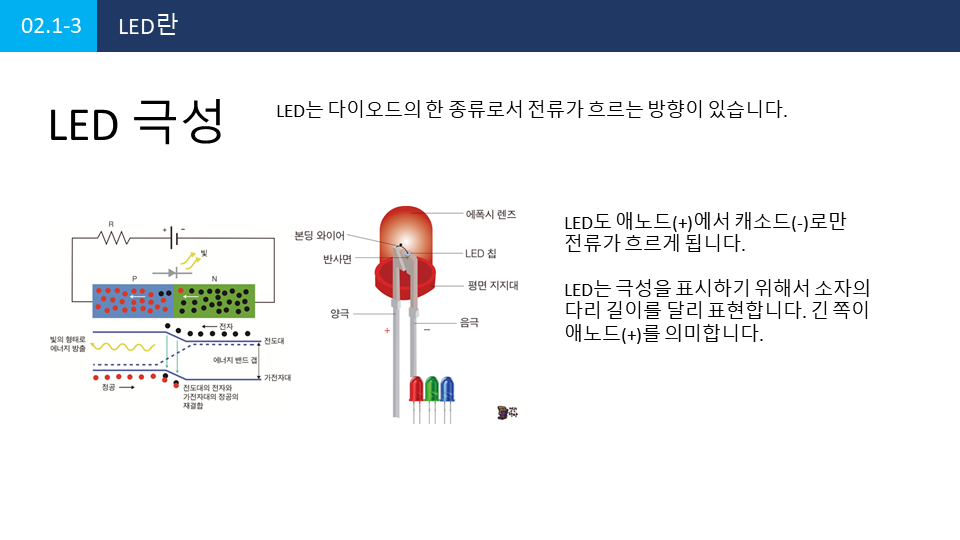 02.1-3
LED란
LED 극성
LED는 다이오드의 한 종류로서 전류가 흐르는 방향이 있습니다.
R
+ -
빛
P N
전자
빛의 형태로
에너지 방출
전도대
에너지 밴드 갭
가전자대
정공
전도대의 전자와
가전자대의 정공의
재결합
에폭시 렌즈
본딩 와이어
LED 칩
반사면
평면 지지대
양극
음극
+ −
LED도 애노드(+)에서 캐소드(-)로만
전류가 흐르게 됩니다.
LED는 극성을 표시하기 위해서 소자의
다리 길이를 달리 표현합니다. 긴 쪽이
애노드(+)를 의미합니다.